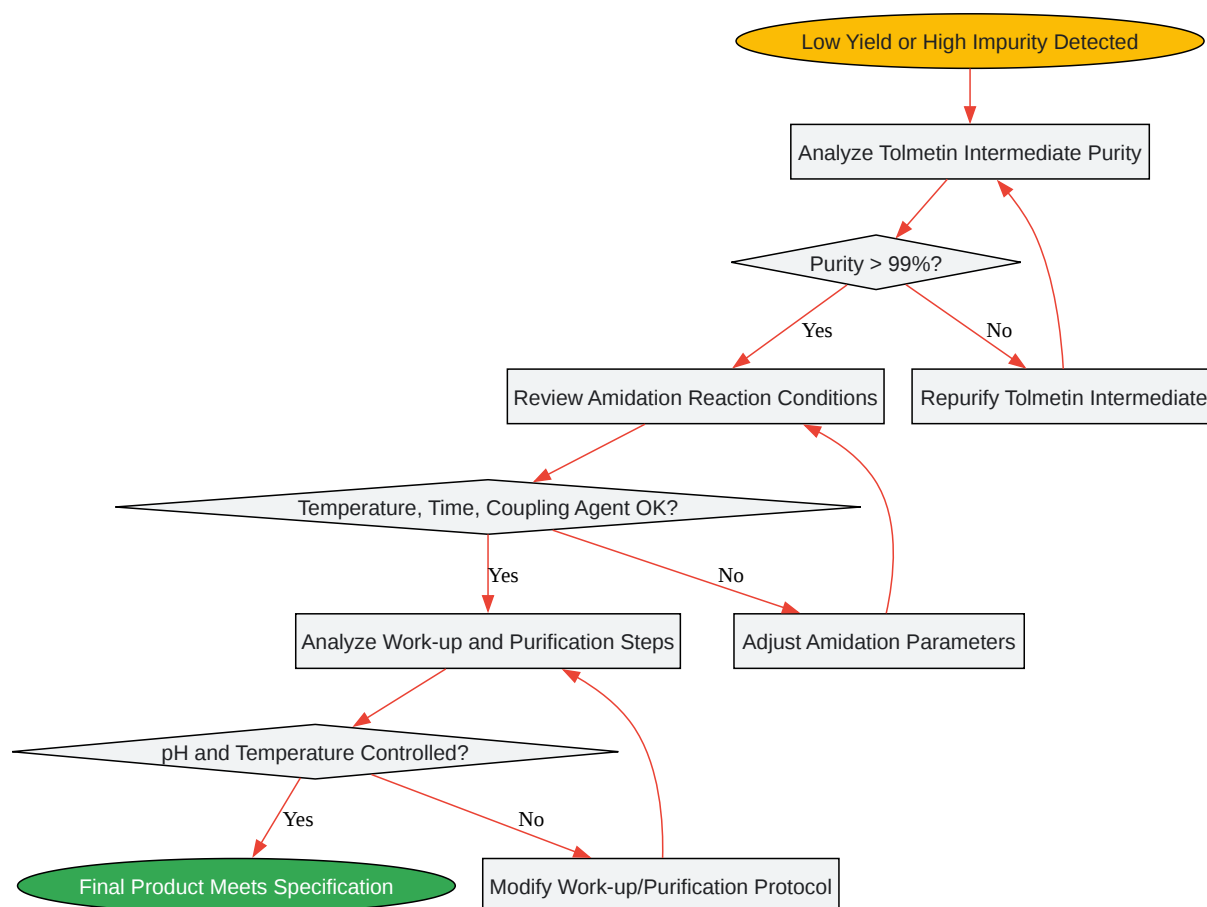 Low Yield or High Impurity Detected
Analyze Tolmetin Intermediate Purity
Purity > 99%?
Yes
No
Review Amidation Reaction Conditions
Repurify Tolmetin Intermediate
Temperature, Time, Coupling Agent OK?
Yes
No
Analyze Work-up and Purification Steps
Adjust Amidation Parameters
pH and Temperature Controlled?
Yes
No
Final Product Meets Specification
Modify Work-up/Purification Protocol